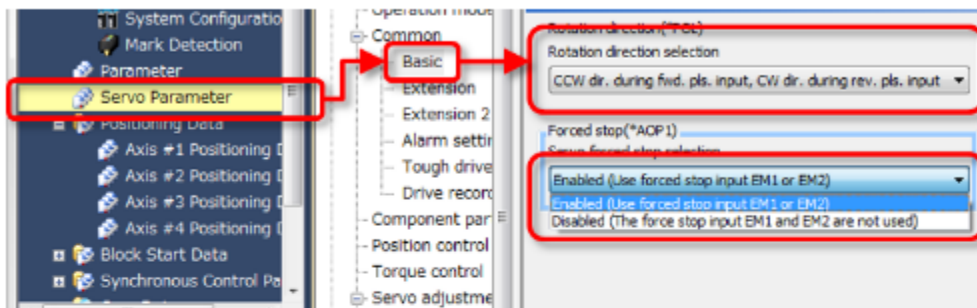 System Configuratio
Mark Detection
Parameter
Servo Parameter
Positioning Data
Axis #1 Positioning D
Axis #2 Positioning D
Axis #3 Positioning D
Axis #4 Positioning D
Block Start Data
Synchronous Control Pa
Operation mode
Common
Basic
Extension
Extension 2
Alarm settin
Tough drive
Drive recorc
Component par
Position control
Torque control
Servo adjustme
Rotation direction(*POL)
Rotation direction selection
CCW dir. during fwd. pls. input, CW dir. during rev. pls. input
Forced stop(*AOP1)
Servo forced stop selection
Enabled (Use forced stop input EM1 or EM2)
Enabled (Use forced stop input EM1 or EM2)
Disabled (The force stop input EM1 and EM2 are not used)